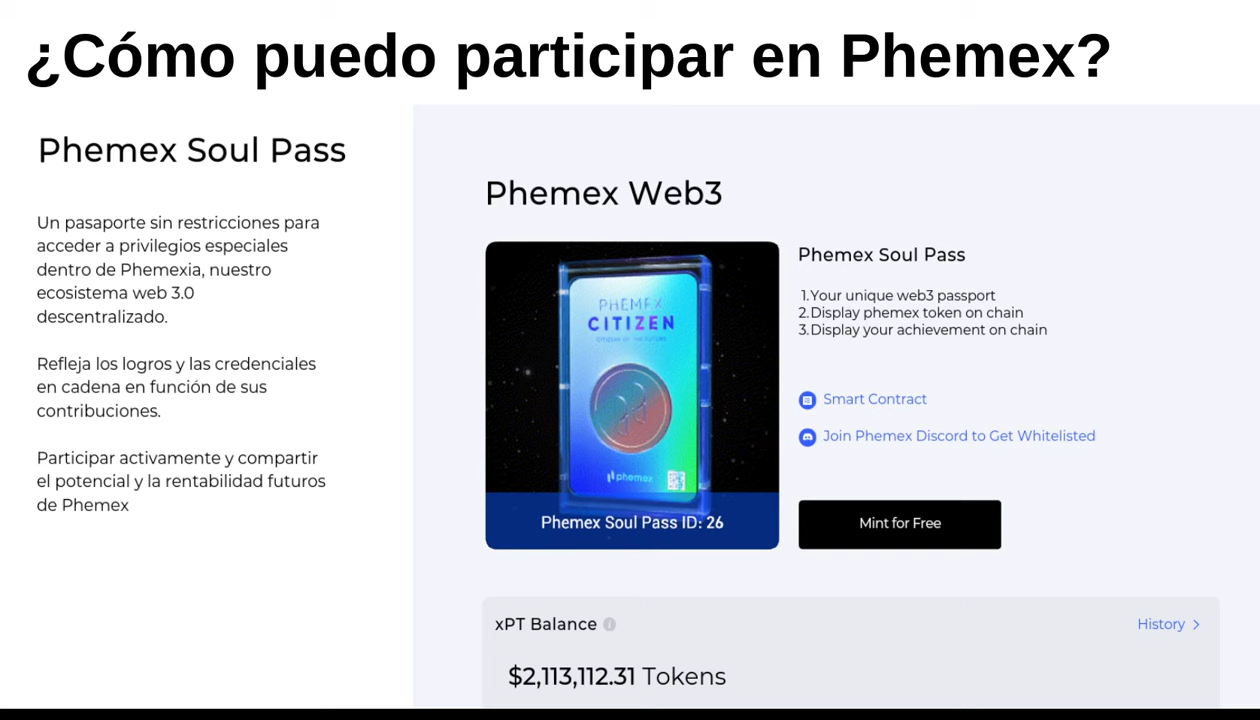 ¿Cómo puedo participar en Phemex?
Phemex Soul Pass
Un pasaporte sin restricciones para
acceder a privilegios especiales
dentro de Phemexia, nuestro
ecosistema web 3.0
descentralizado.
Refleja los logros y las credenciales
en cadena en función de sus
contribuciones.
Participar activamente y compartir
el potencial y la rentabilidad futuros
de Phemex
Phemex Web3
PHEMEX
CITIZEN
CITIZENS OF THE FUTURE
phemex
Phemex Soul Pass ID: 26
Phemex Soul Pass
1.Your unique web3 passport
2.Display phemex token on chain
3.Display your achievement on chain
Smart Contract
Join Phemex Discord to Get Whitelisted
Mint for Free
xPT Balance
History >
$2,113,112.31 Tokens